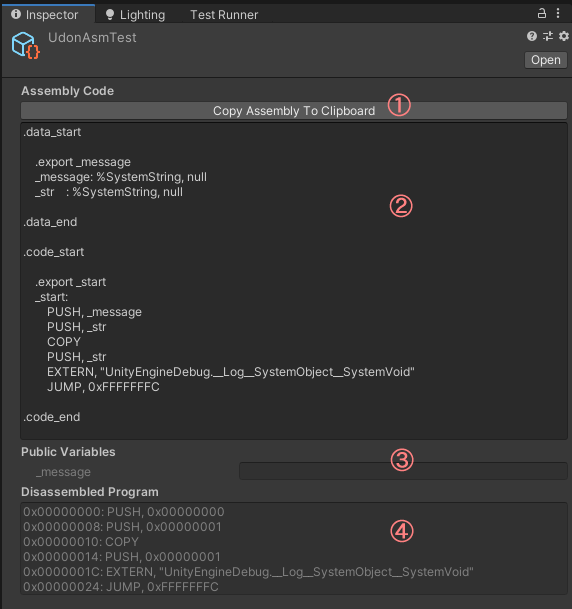 Inspector Lighting Test Runner
UdonAsmTest
Open
Assembly Code
Copy Assembly To Clipboard ①
.data_start
.export _message
_message: %SystemString, null
_str : %SystemString, null
②
.data_end
.code_start
.export _start
_start:
PUSH, _message
PUSH, _str
COPY
PUSH, _str
EXTERN, "UnityEngineDebug.__Log__SystemObject__SystemVoid"
JUMP, 0xFFFFFFFC
.code_end
Public Variables
③
_message
Disassembled Program
0x00000000: PUSH, 0x00000000
0x00000008: PUSH, 0x00000001
④
0x00000010: COPY
0x00000014: PUSH, 0x00000001
0x0000001C: EXTERN, "UnityEngineDebug.__Log__SystemObject__SystemVoid"
0x00000024: JUMP, 0xFFFFFFFC